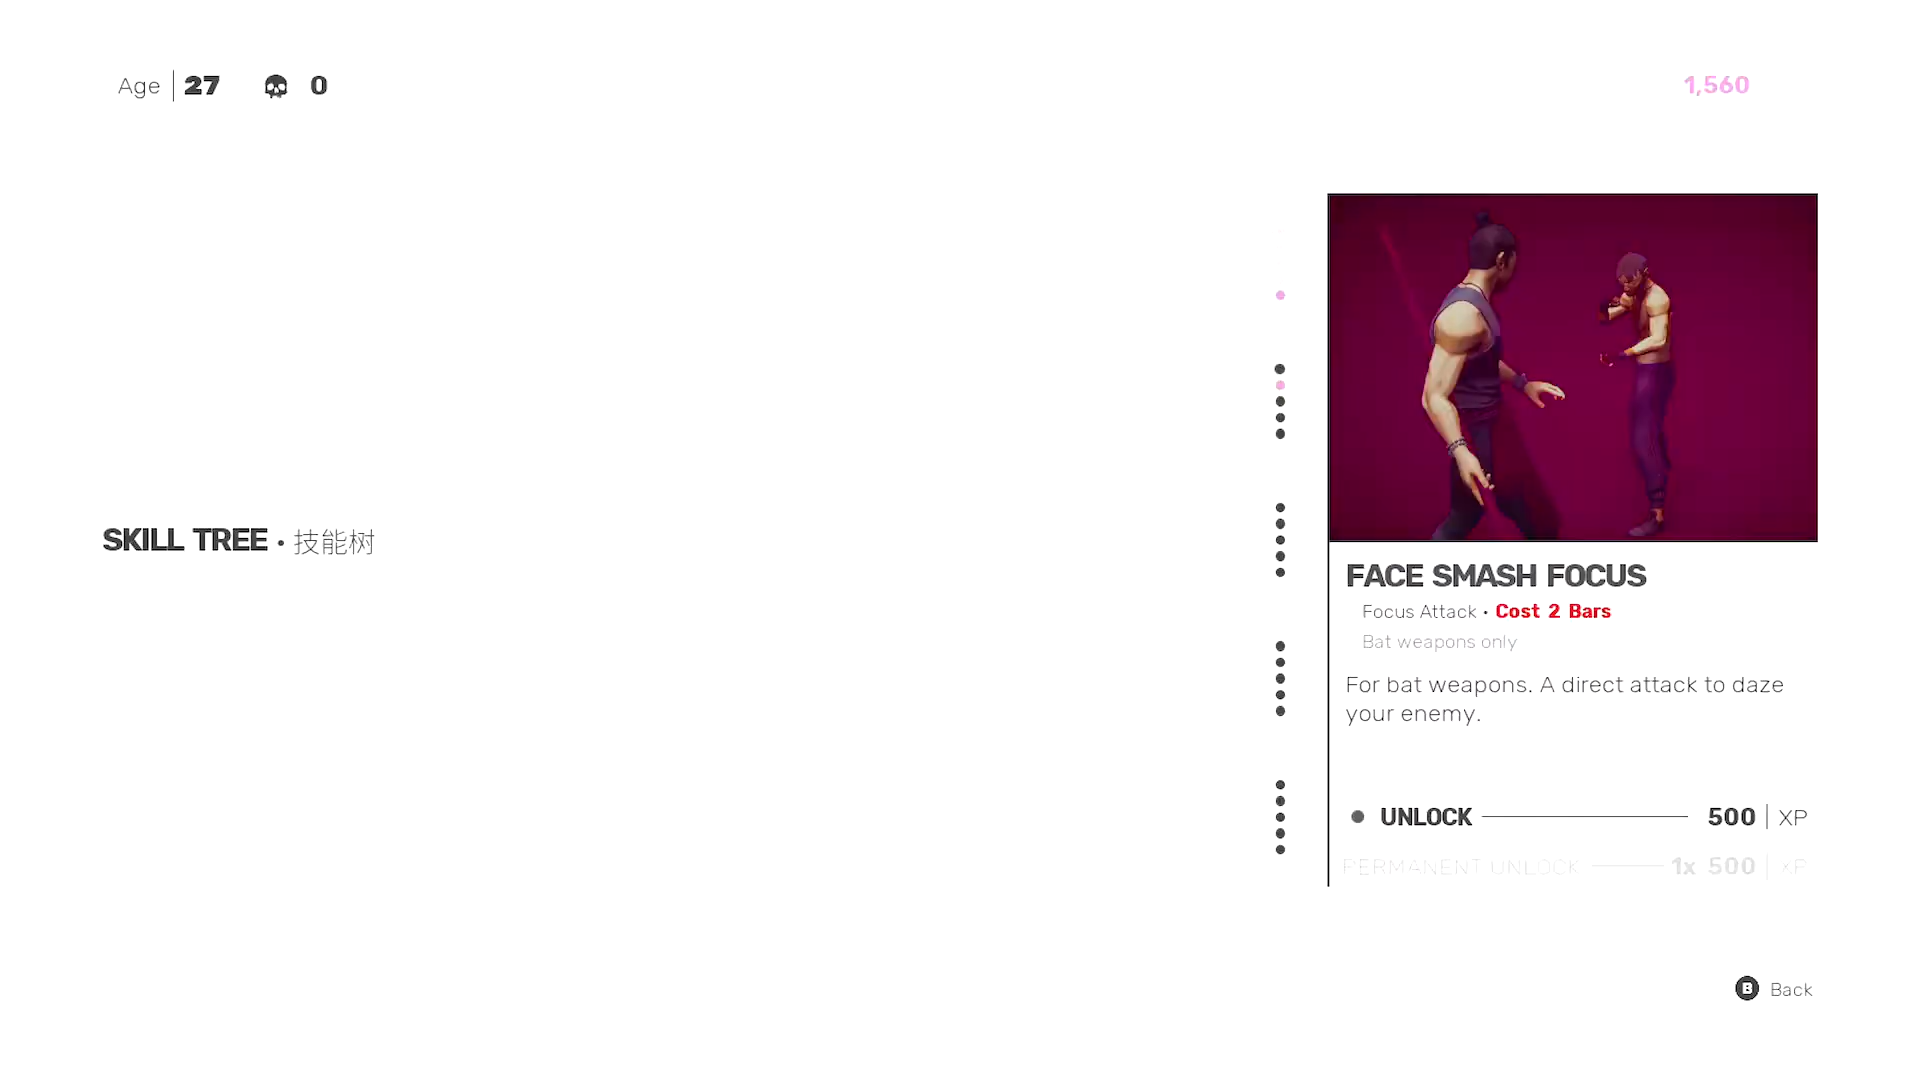 Age 27 0
1,560
SKILL TREE · 技能树
FACE SMASH FOCUS
Focus Attack · Cost 2 Bars
Bat weapons only
For bat weapons. A direct attack to daze
your enemy.
UNLOCK 500 XP
PERMANENT UNLOCK 1x 500 XP
B Back